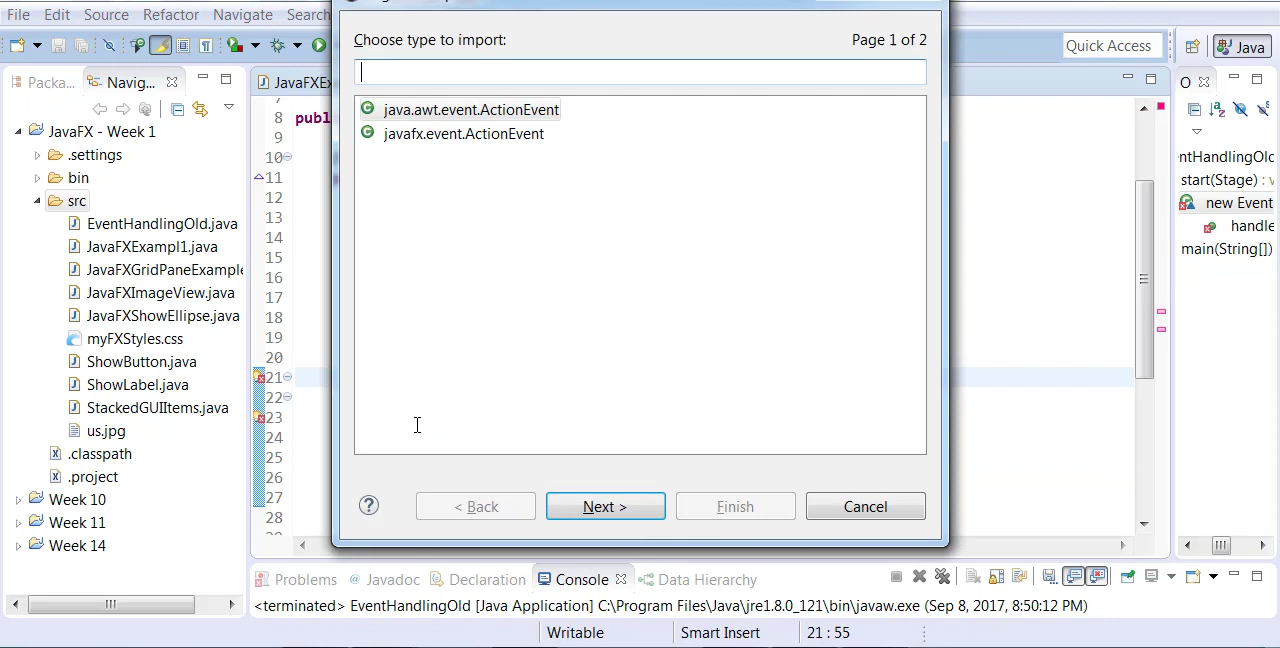 File Edit Source Refactor Navigate Search
Quick Access
Java
Packa...
Navig...
JavaFX - Week 1
.settings
bin
src
EventHandlingOld.java
JavaFXExampl1.java
JavaFXGridPaneExample
JavaFXImageView.java
JavaFXShowEllipse.java
myFXStyles.css
ShowButton.java
ShowLabel.java
StackedGUIItems.java
us.jpg
.classpath
.project
Week 10
Week 11
Week 14
JavaFXEx
8 publ
9
10
11
12
13
14
15
16
17
18
19
20
21
22
23
24
25
26
27
28
Choose type to import:
Page 1 of 2
java.awt.event.ActionEvent
javafx.event.ActionEvent
< Back
Next >
Finish
Cancel
O
ntHandlingOld
start(Stage) : v
new Event
handle
main(String[])
Problems @ Javadoc Declaration Console Data Hierarchy
<terminated> EventHandlingOld [Java Application] C:\Program Files\Java\jre1.8.0_121\bin\javaw.exe (Sep 8, 2017, 8:50:12 PM)
Writable
Smart Insert
21 : 55